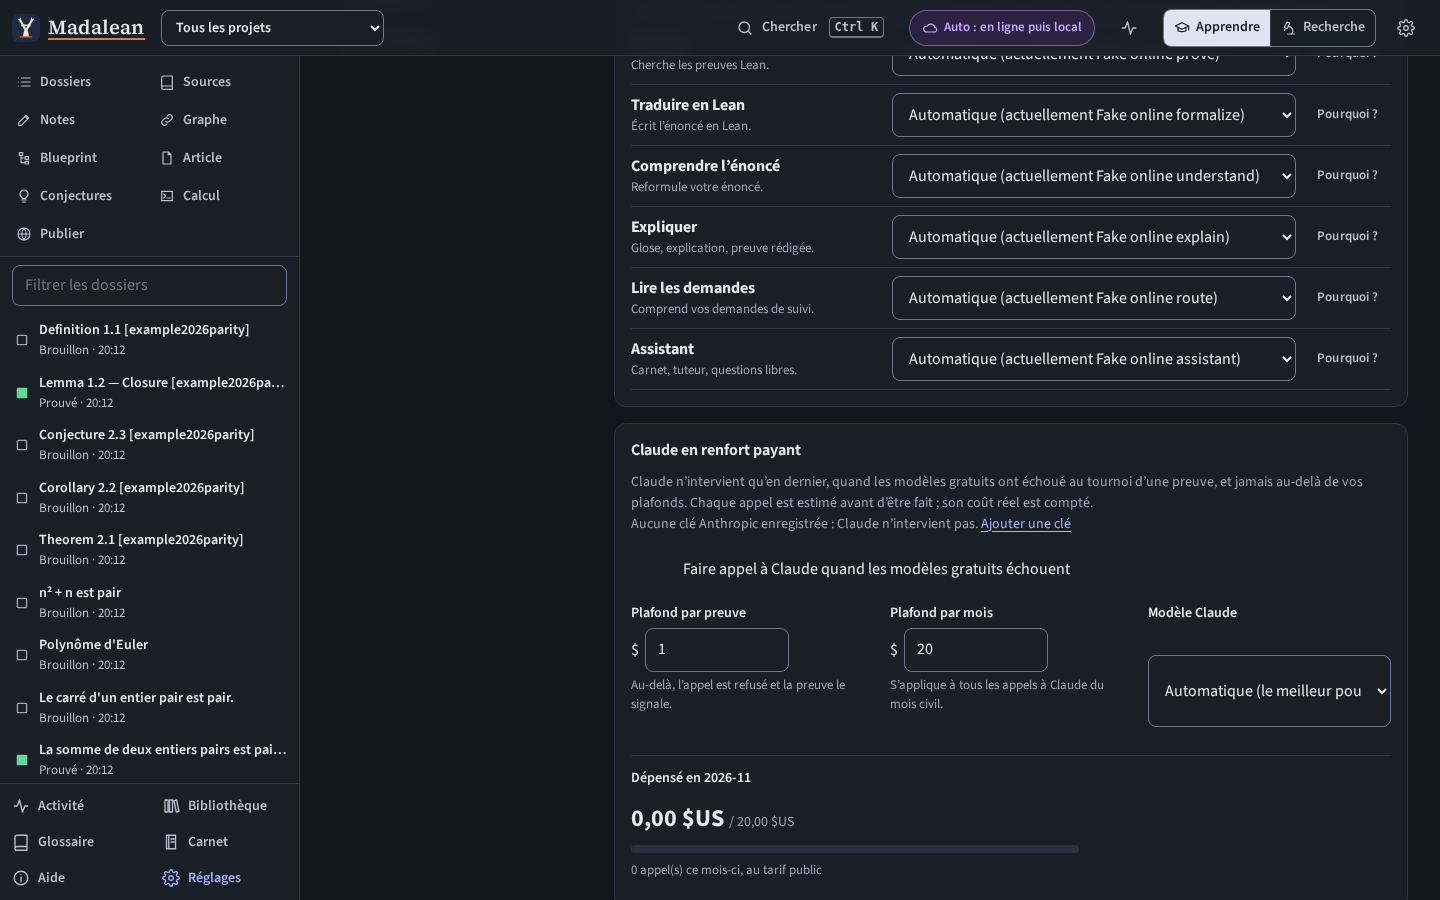 Madalean
Tous les projets
Chercher
Ctrl K
Auto : en ligne puis local
Apprendre
Recherche
Dossiers
Sources
Notes
Graphe
Blueprint
Article
Conjectures
Calcul
Publier
Filtrer les dossiers
Definition 1.1 [example2026parity]
Brouillon · 20:12
Lemma 1.2 — Closure [example2026pa…
Prouvé · 20:12
Conjecture 2.3 [example2026parity]
Brouillon · 20:12
Corollary 2.2 [example2026parity]
Brouillon · 20:12
Theorem 2.1 [example2026parity]
Brouillon · 20:12
n² + n est pair
Brouillon · 20:12
Polynôme d'Euler
Brouillon · 20:12
Le carré d'un entier pair est pair.
Brouillon · 20:12
La somme de deux entiers pairs est pai…
Prouvé · 20:12
Activité
Bibliothèque
Glossaire
Carnet
Aide
Réglages
Cherche les preuves Lean.
Automatique (actuellement Fake online prove)
Pourquoi ?
Traduire en Lean
Écrit l’énoncé en Lean.
Automatique (actuellement Fake online formalize)
Pourquoi ?
Comprendre l’énoncé
Reformule votre énoncé.
Automatique (actuellement Fake online understand)
Pourquoi ?
Expliquer
Glose, explication, preuve rédigée.
Automatique (actuellement Fake online explain)
Pourquoi ?
Lire les demandes
Comprend vos demandes de suivi.
Automatique (actuellement Fake online route)
Pourquoi ?
Assistant
Carnet, tuteur, questions libres.
Automatique (actuellement Fake online assistant)
Pourquoi ?
Claude en renfort payant
Claude n’intervient qu’en dernier, quand les modèles gratuits ont échoué au tournoi d’une preuve, et jamais au-delà de vos
plafonds. Chaque appel est estimé avant d’être fait ; son coût réel est compté.
Aucune clé Anthropic enregistrée : Claude n’intervient pas. Ajouter une clé
Faire appel à Claude quand les modèles gratuits échouent
Plafond par preuve
$ 1
Au-delà, l’appel est refusé et la preuve le
signale.
Plafond par mois
$ 20
S’applique à tous les appels à Claude du
mois civil.
Modèle Claude
Automatique (le meilleur pou
Dépensé en 2026-11
0,00 $US / 20,00 $US
0 appel(s) ce mois-ci, au tarif public